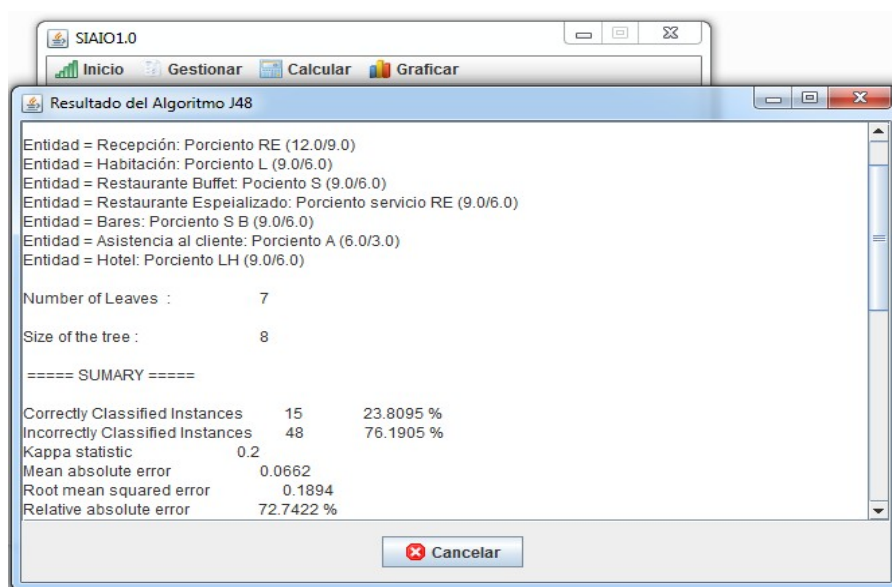 SIAIO1.0
Inicio Gestionar Calcular Graficar
Resultado del Algoritmo J48
Entidad = Recepción: Porciento RE (12.0/9.0)
Entidad = Habitación: Porciento L (9.0/6.0)
Entidad = Restaurante Buffet: Pociento S (9.0/6.0)
Entidad = Restaurante Espeializado: Porciento servicio RE (9.0/6.0)
Entidad = Bares: Porciento S B (9.0/6.0)
Entidad = Asistencia al cliente: Porciento A (6.0/3.0)
Entidad = Hotel: Porciento LH (9.0/6.0)
Number of Leaves : 7
Size of the tree : 8
===== SUMARY =====
Correctly Classified Instances 15 23.8095 %
Incorrectly Classified Instances 48 76.1905 %
Kappa statistic 0.2
Mean absolute error 0.0662
Root mean squared error 0.1894
Relative absolute error 72.7422 %
Cancelar